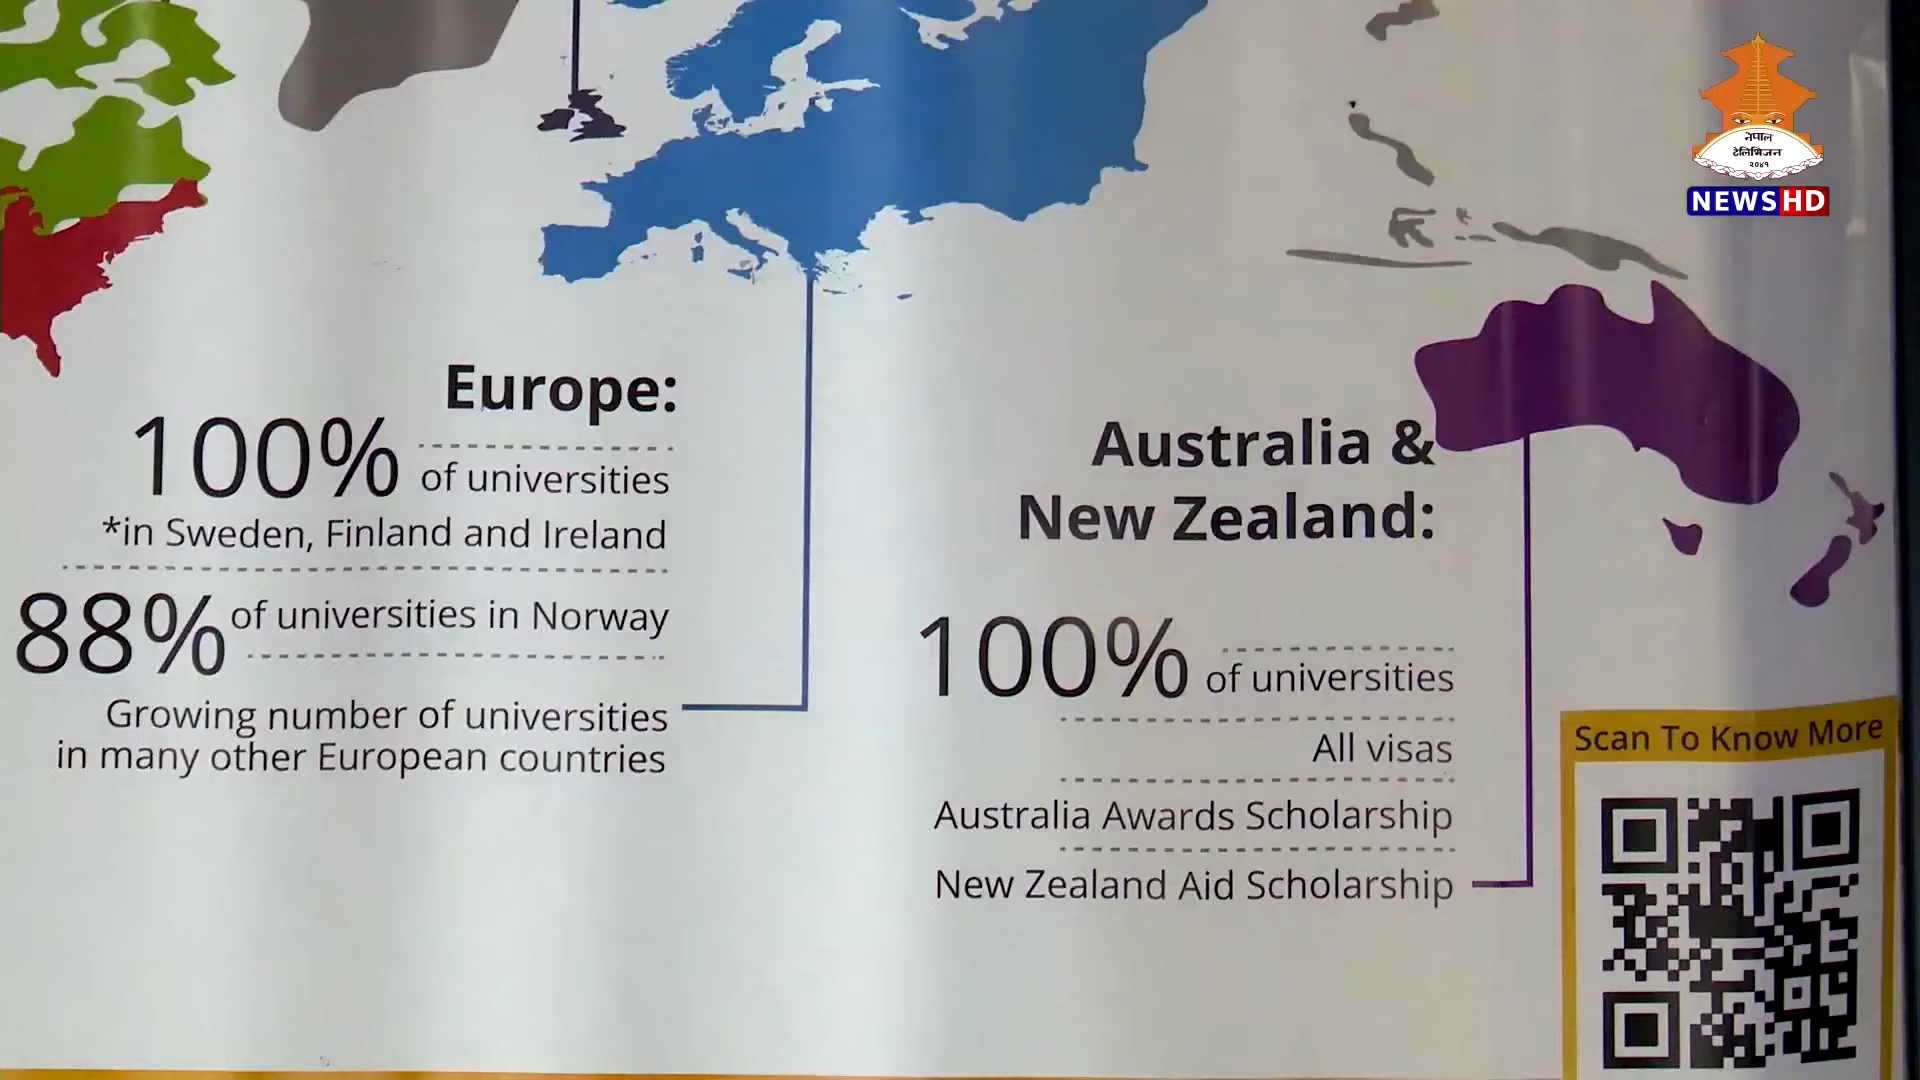 नेपाल
टेलिभिजन
२०४१
NEWS HD
Europe:
100% of universities
*in Sweden, Finland and Ireland
88% of universities in Norway
Growing number of universities
in many other European countries
Australia &
New Zealand:
100% of universities
All visas
Australia Awards Scholarship
New Zealand Aid Scholarship
Scan To Know More